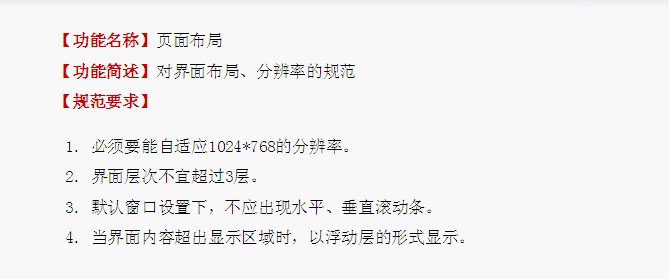 【功能名称】页面布局
【功能简述】对界面布局、分辨率的规范
【规范要求】
1. 必须要能自适应1024*768的分辨率。
2. 界面层次不宜超过3层。
3. 默认窗口设置下，不应出现水平、垂直滚动条。
4. 当界面内容超出显示区域时，以浮动层的形式显示。